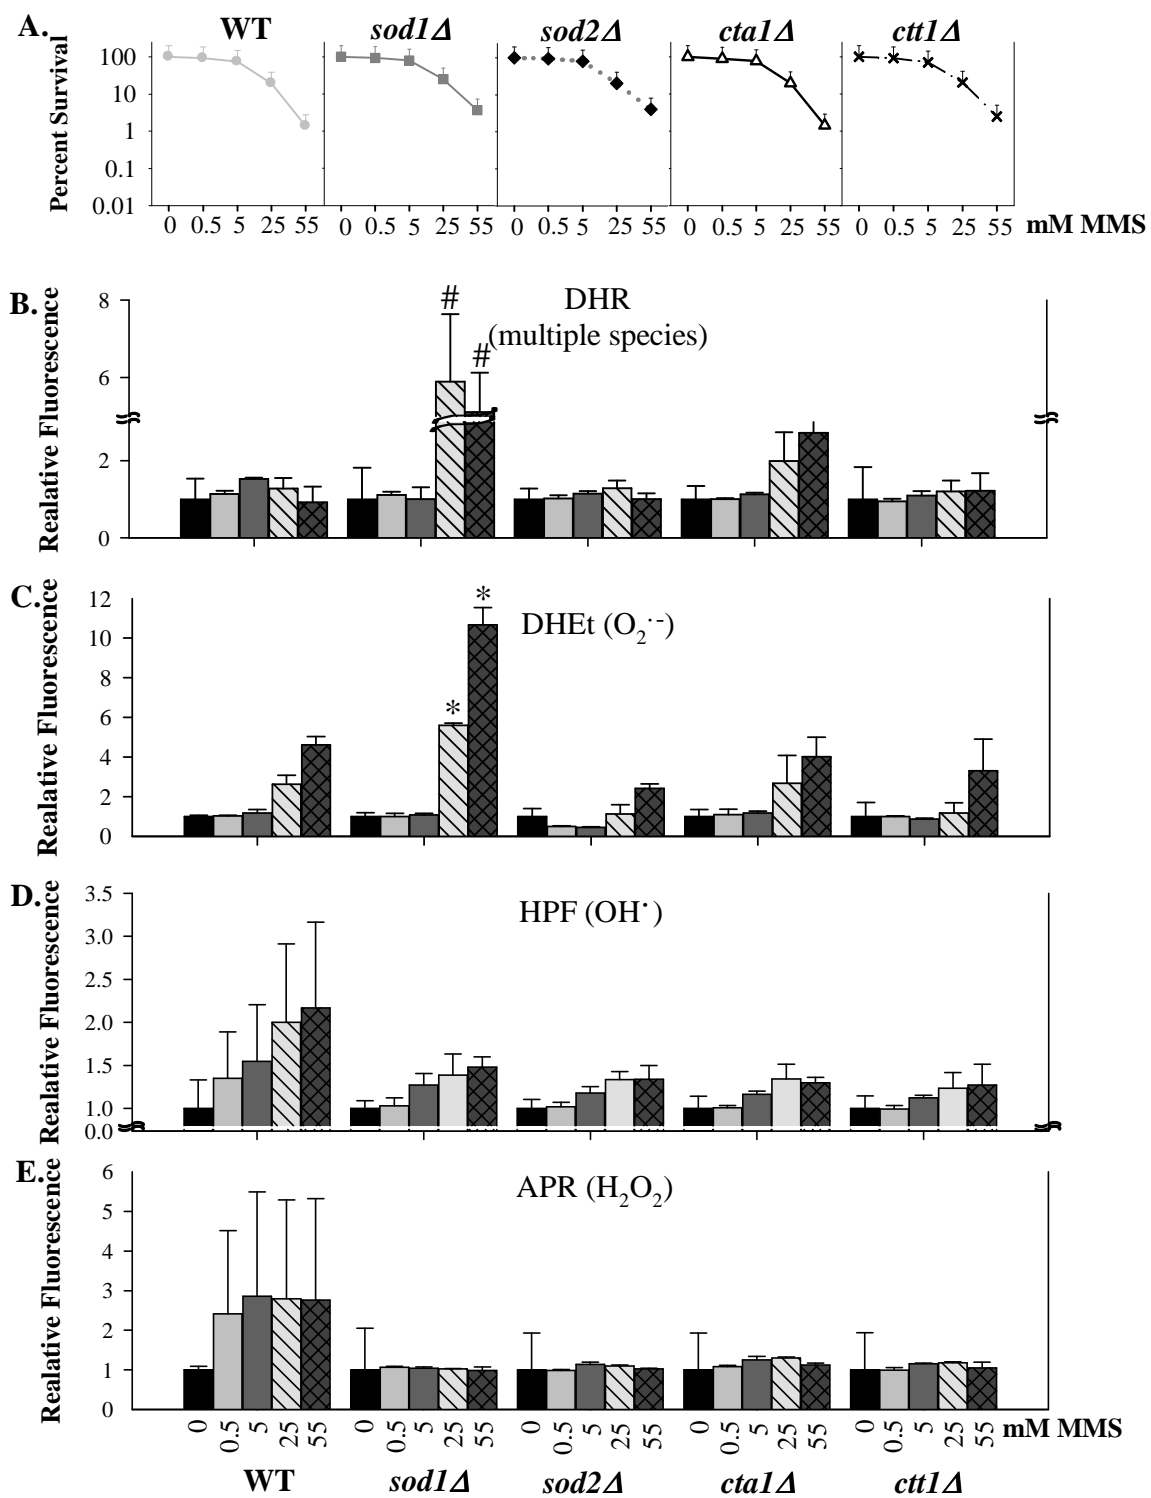 A. WT sod1Δ sod2Δ cta1Δ ctt1Δ
Percent Survival
100
10
1
0.1
0.01
0 0.5 5 25 55 0 0.5 5 25 55 0 0.5 5 25 55 0 0.5 5 25 55 0 0.5 5 25 55 mM MMS
B.
Realative Fluorescence
8
6
2
0
# #
DHR
(multiple species)
C.
Realative Fluorescence
12
10
8
6
4
2
0
* *
DHEt (O₂·⁻)
D.
Realative Fluorescence
3.5
3.0
2.5
2.0
1.5
1.0
0.0
HPF (OH·)
E.
Realative Fluorescence
6
5
4
3
2
1
0
APR (H₂O₂)
0 0.5 5 25 55 0 0.5 5 25 55 0 0.5 5 25 55 0 0.5 5 25 55 0 0.5 5 25 55 mM MMS
WT sod1Δ sod2Δ cta1Δ ctt1Δ